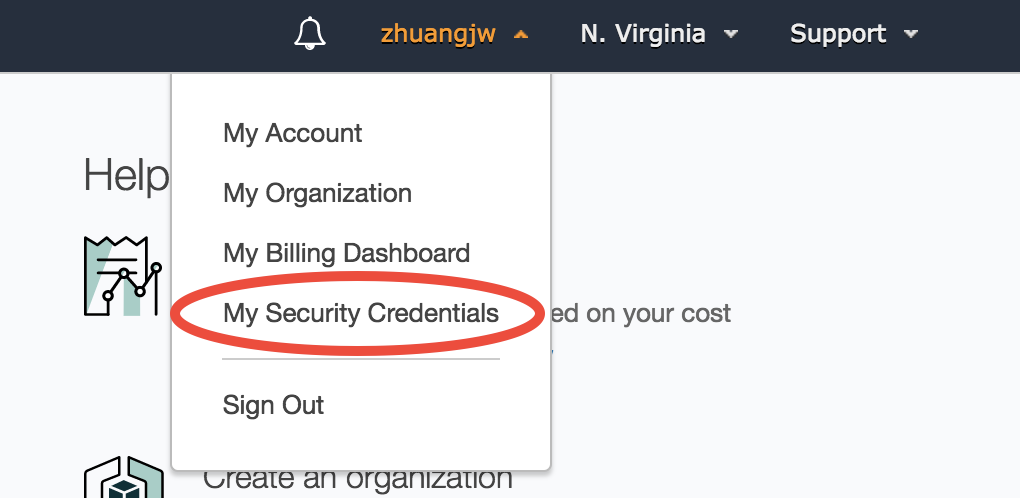 zhuangjw N. Virginia Support
Help
My Account
My Organization
My Billing Dashboard
My Security Credentials
ed on your cost
Sign Out
Create an organization